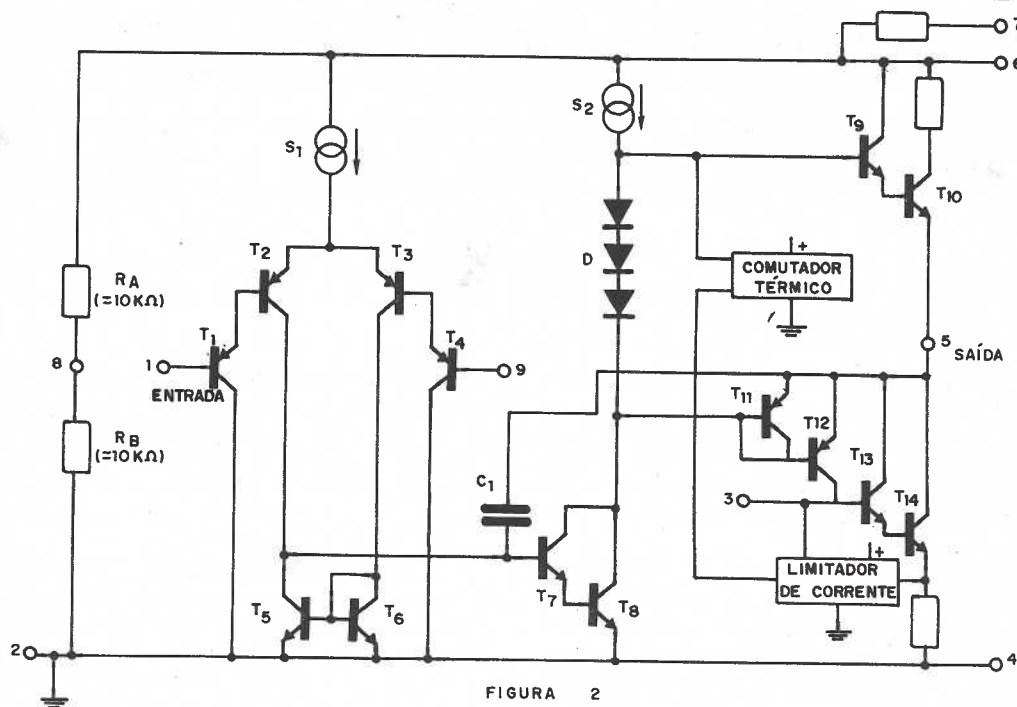 7
6
S1
S2
T9
T10
T2
T3
D
COMUTADOR
TÉRMICO
+
RA
(=10KΩ)
T1
T4
8
1
ENTRADA
9
5 SAÍDA
T11
T12
T13
T14
RB
(=10KΩ)
C1
3
+
LIMITADOR
DE CORRENTE
T5
T6
T7
T8
2
4
FIGURA 2